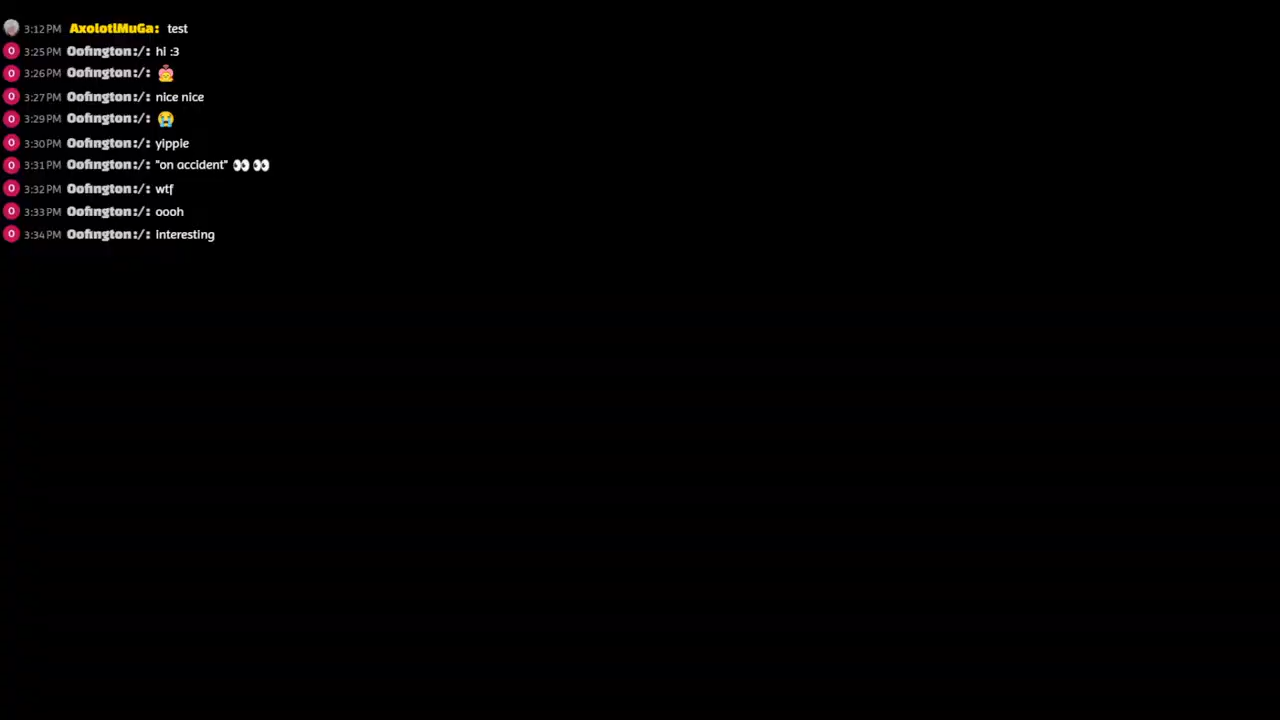 3:12 PM AxolotlMuGa: test
O 3:25 PM Oofington:/: hi :3
O 3:26 PM Oofington:/:
O 3:27 PM Oofington:/: nice nice
O 3:29 PM Oofington:/: 😭
O 3:30 PM Oofington:/: yippie
O 3:31 PM Oofington:/: "on accident" 👀 👀
O 3:32 PM Oofington:/: wtf
O 3:33 PM Oofington:/: oooh
O 3:34 PM Oofington:/: interesting